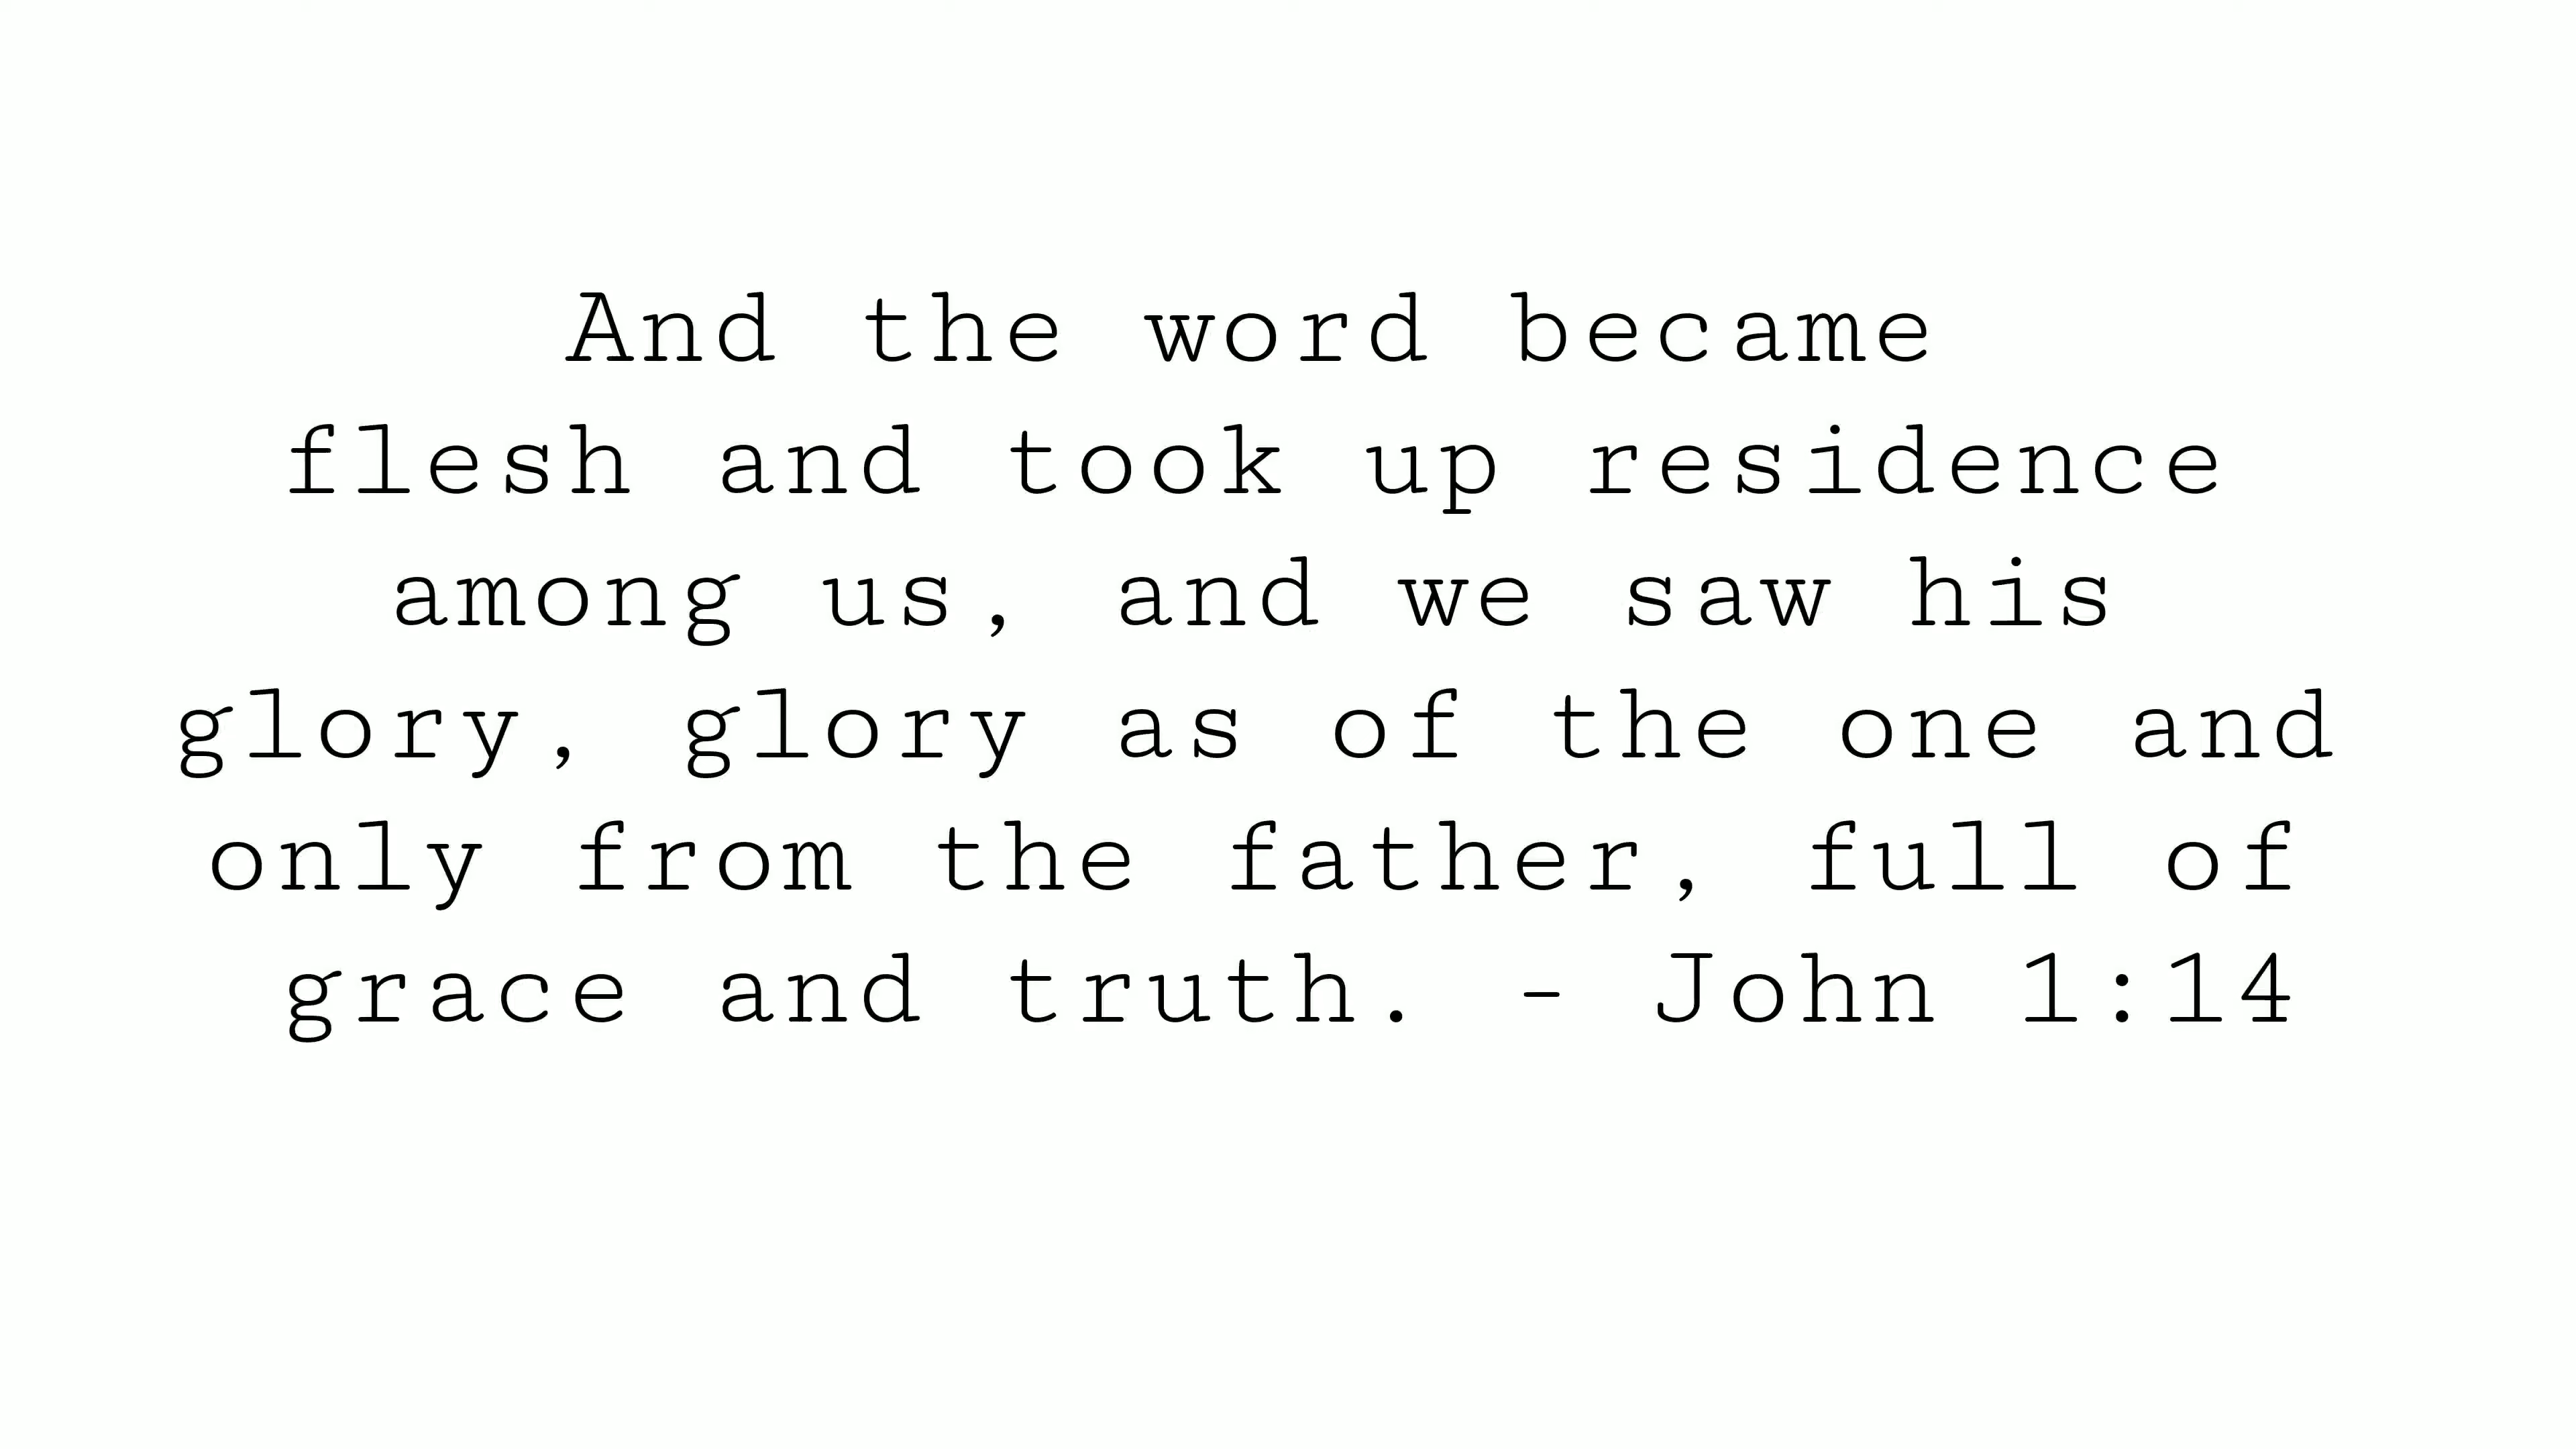 And the word became
flesh and took up residence
among us, and we saw his
glory, glory as of the one and
only from the father, full of
grace and truth. - John 1:14